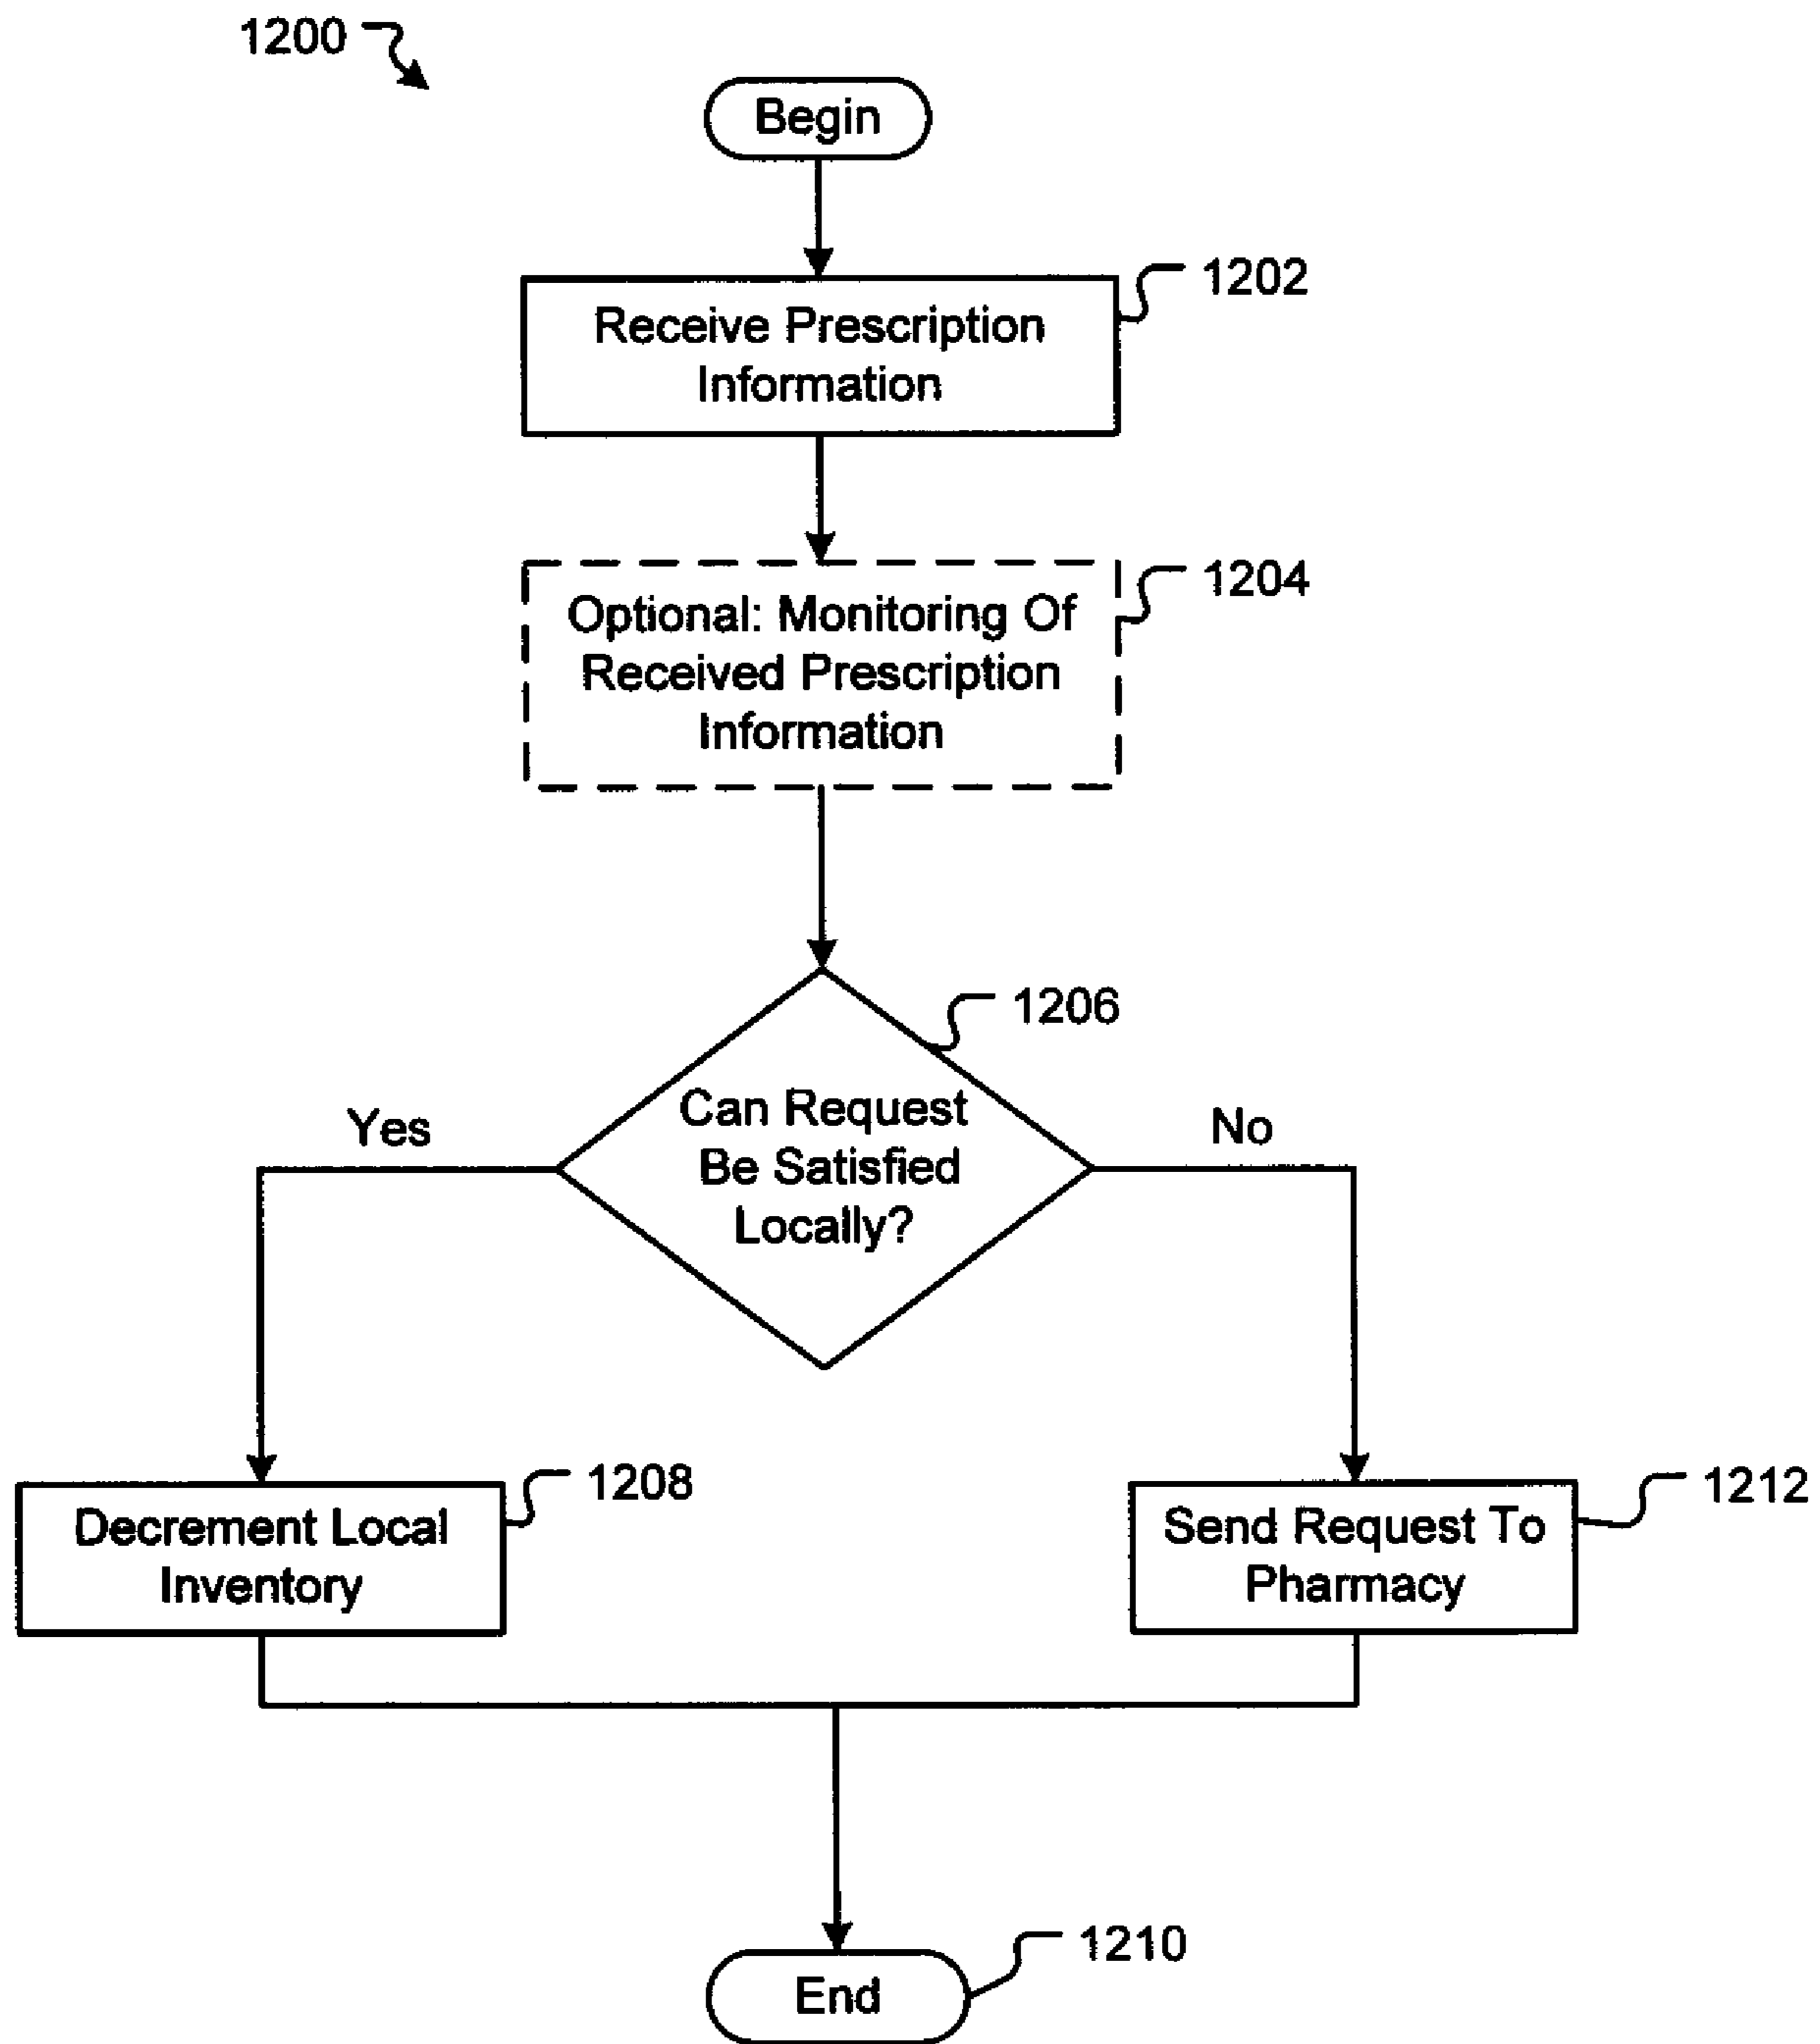 1200
Begin
1202
Receive Prescription
Information
1204
Optional: Monitoring Of
Received Prescription
Information
1206
Can Request
Be Satisfied
Locally?
Yes
No
1208
Decrement Local
Inventory
1212
Send Request To
Pharmacy
1210
End